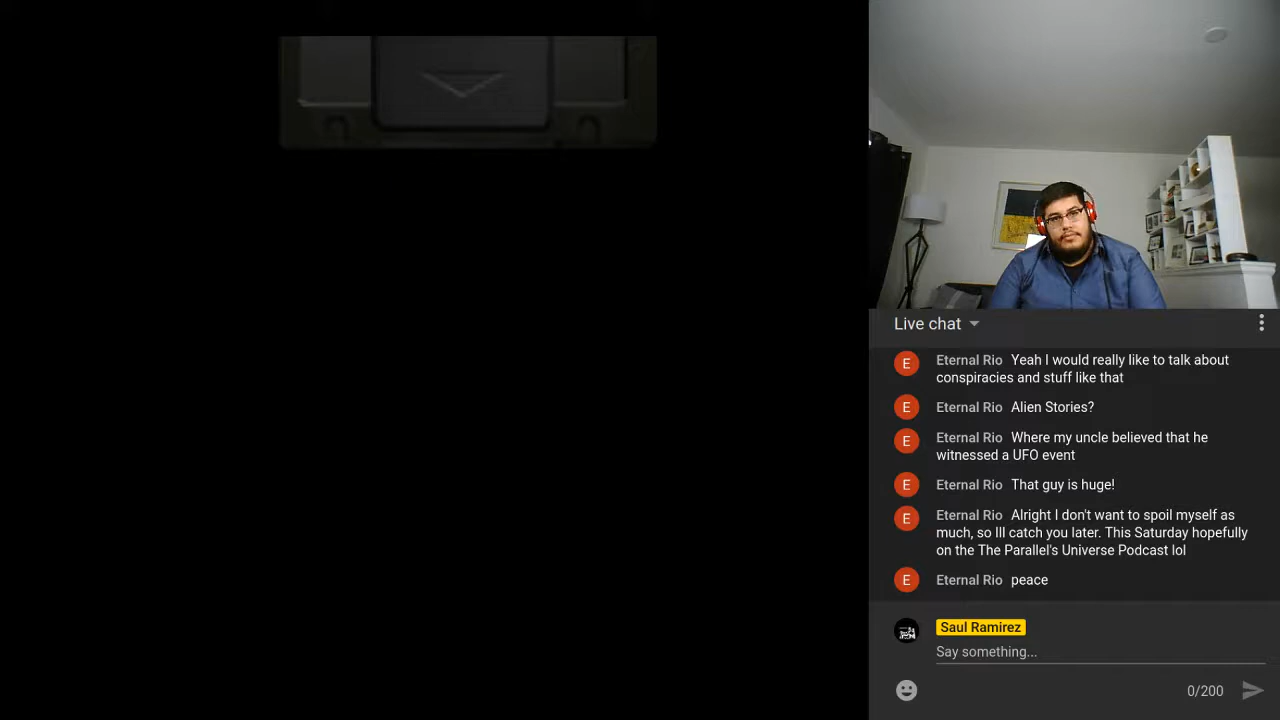 Live chat
Eternal Rio Yeah I would really like to talk about
conspiracies and stuff like that
Eternal Rio Alien Stories?
Eternal Rio Where my uncle believed that he
witnessed a UFO event
Eternal Rio That guy is huge!
Eternal Rio Alright I don't want to spoil myself as
much, so Ill catch you later. This Saturday hopefully
on the The Parallel's Universe Podcast lol
Eternal Rio peace
Saul Ramirez
Say something...
0/200
E
E
E
E
E
E